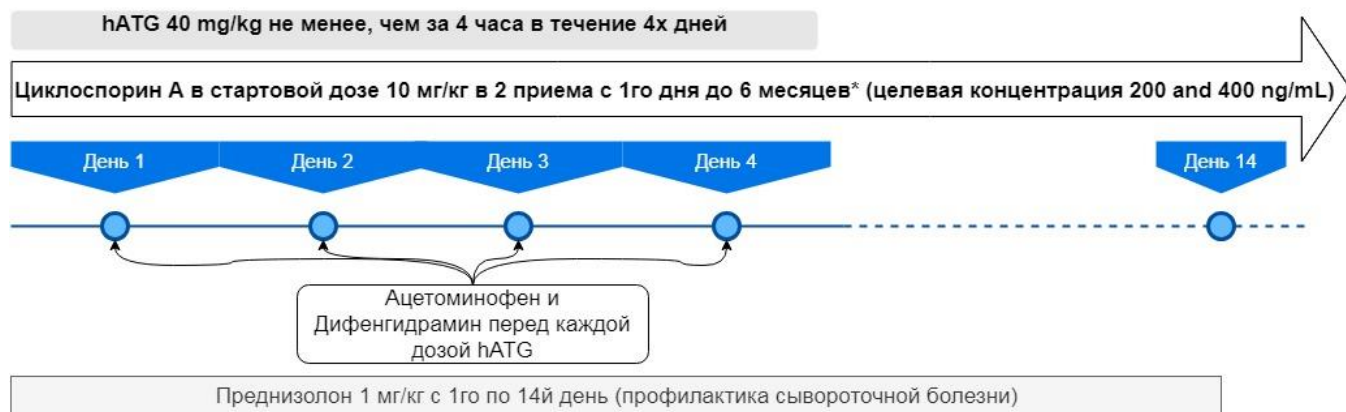 hATG 40 mg/kg не менее, чем за 4 часа в течение 4х дней
Циклоспорин А в стартовой дозе 10 мг/кг в 2 приема с 1го дня до 6 месяцев* (целевая концентрация 200 and 400 ng/mL)
День 1
День 2
День 3
День 4
День 14
Ацетоминофен и
Дифенгидрамин перед каждой
дозой hATG
Преднизолон 1 мг/кг с 1го по 14й день (профилактика сывороточной болезни)